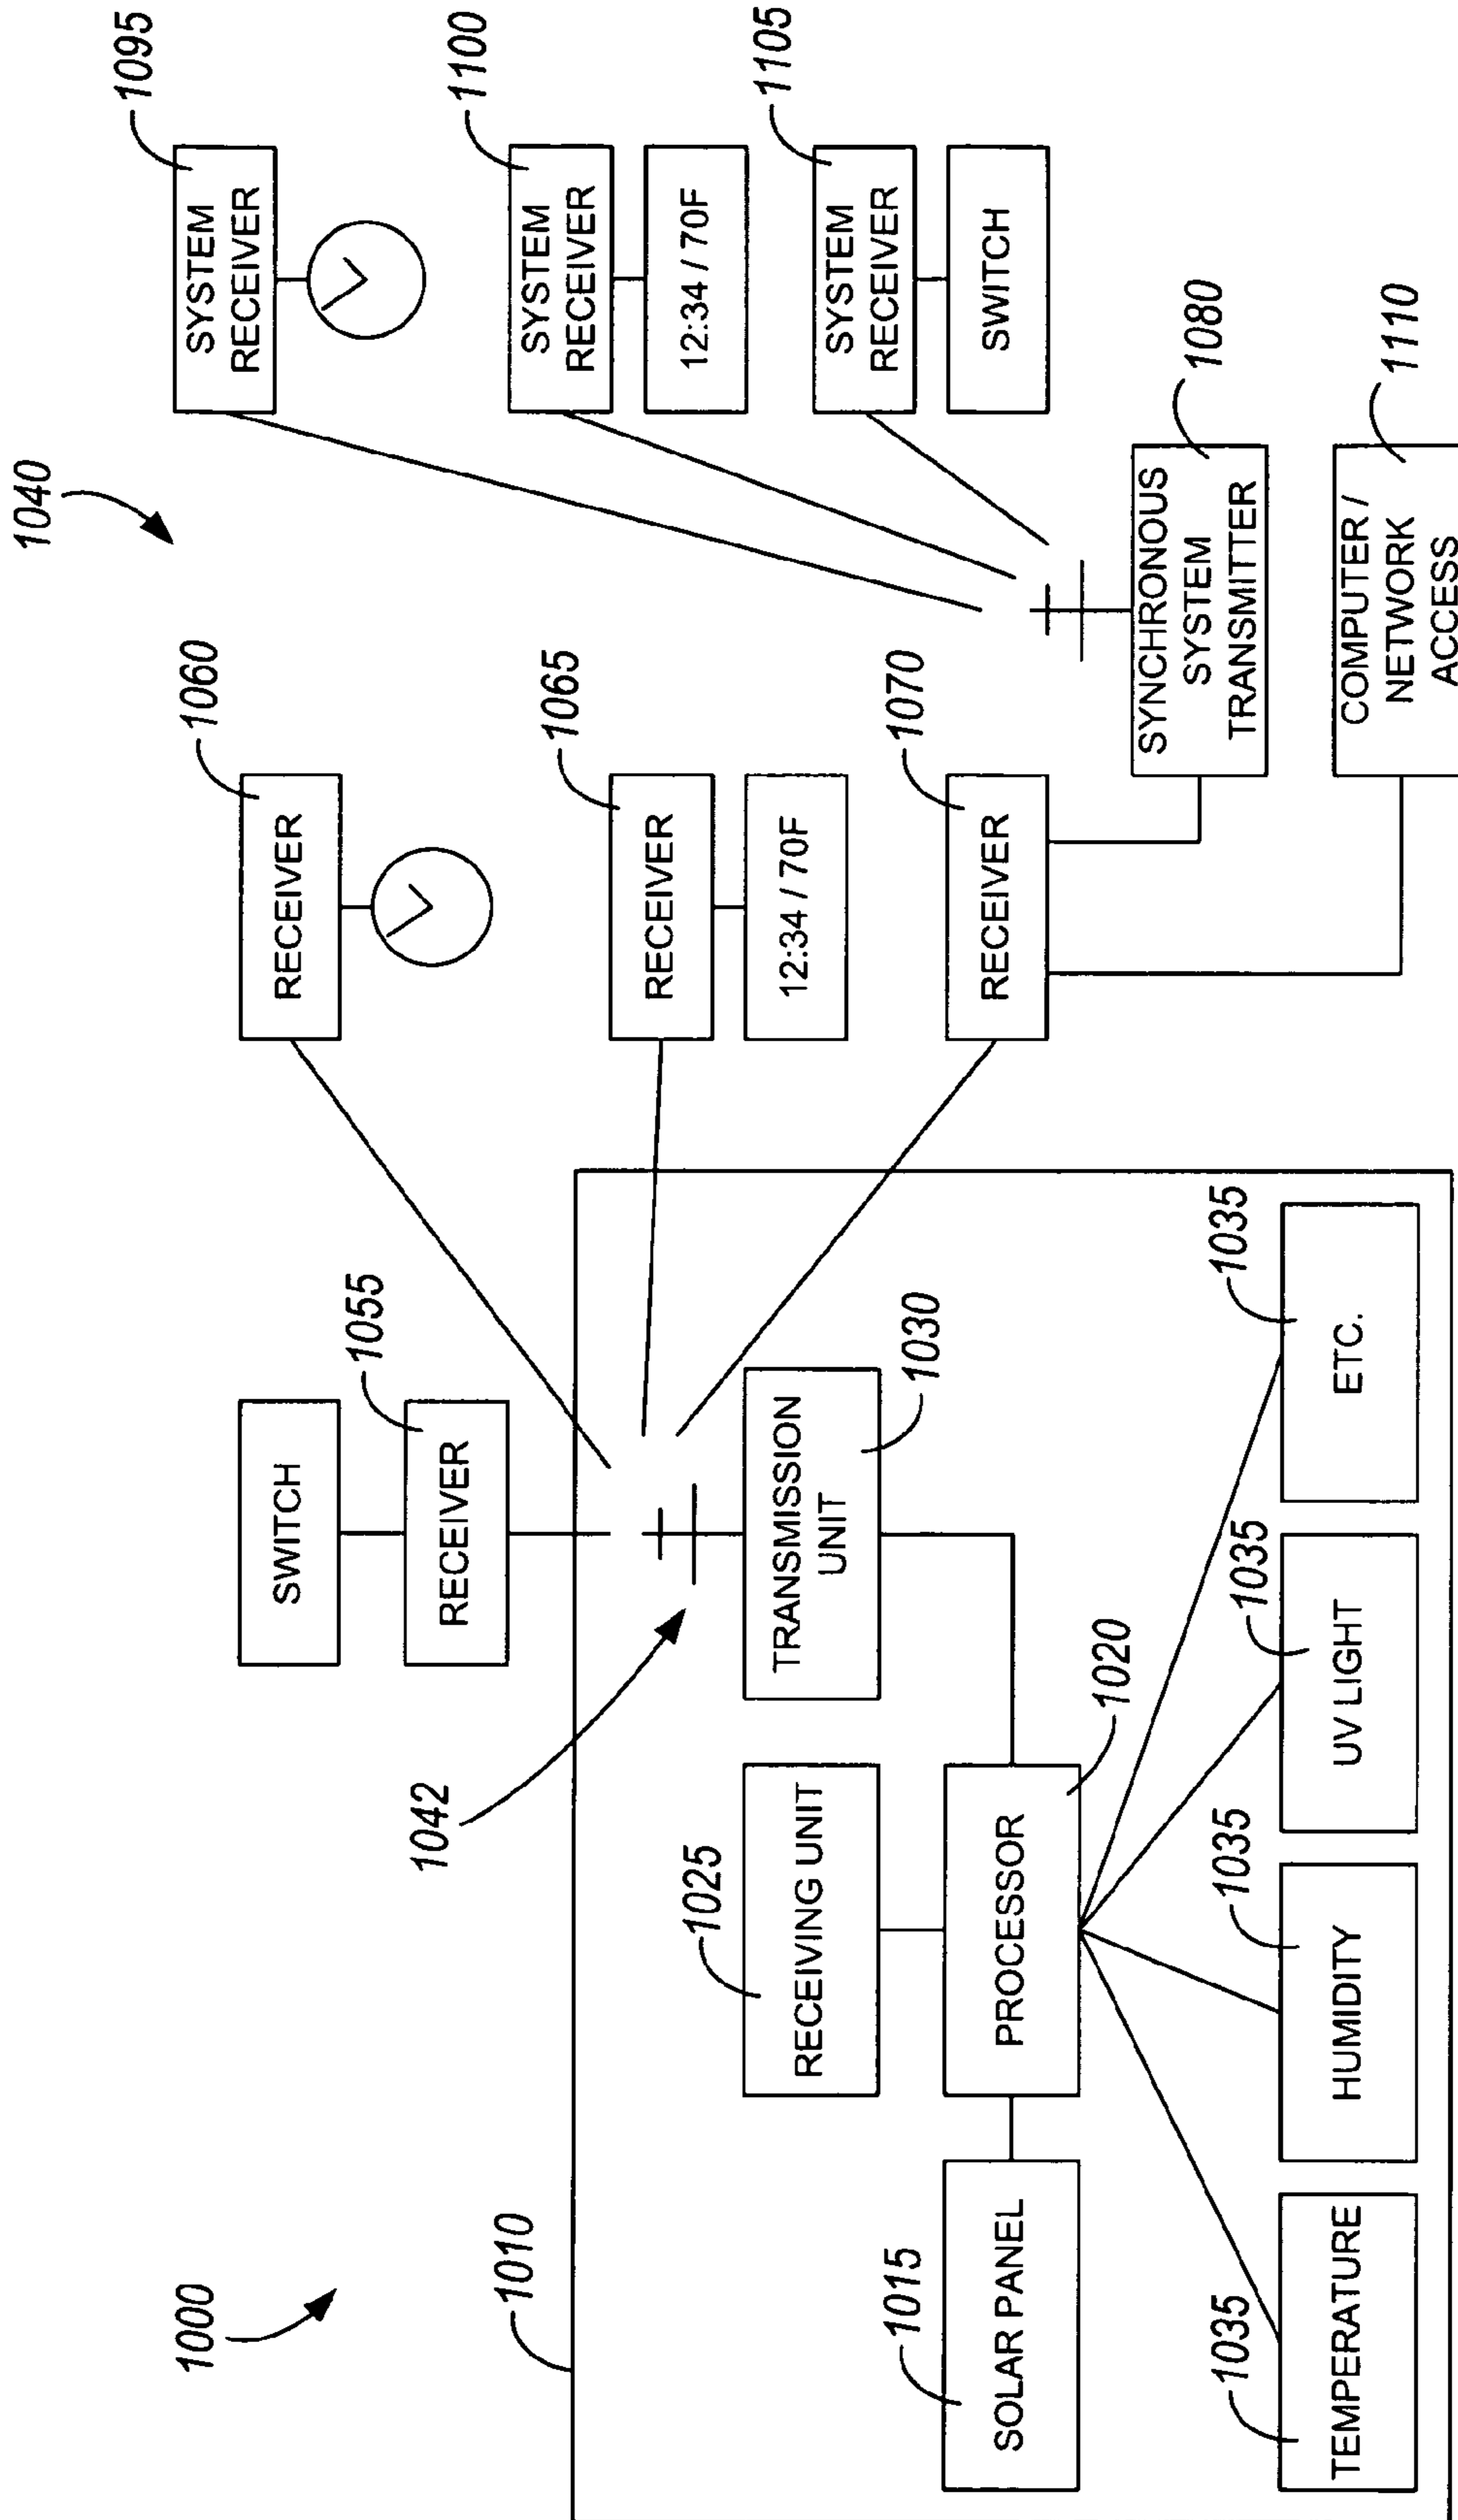 1000
1040
1010
1042
1055
SWITCH
RECEIVER
1060
RECEIVER
1065
RECEIVER
12:34 / 70F
1070
RECEIVER
1095
SYSTEM
RECEIVER
1100
SYSTEM
RECEIVER
12:34 / 70F
1105
SYSTEM
RECEIVER
SWITCH
1080
SYNCHRONOUS
SYSTEM
TRANSMITTER
1110
COMPUTER /
NETWORK
ACCESS
1025
RECEIVING UNIT
TRANSMISSION
UNIT
1030
1015
SOLAR PANEL
PROCESSOR
1020
1035
TEMPERATURE
1035
HUMIDITY
1035
UV LIGHT
1035
ETC.